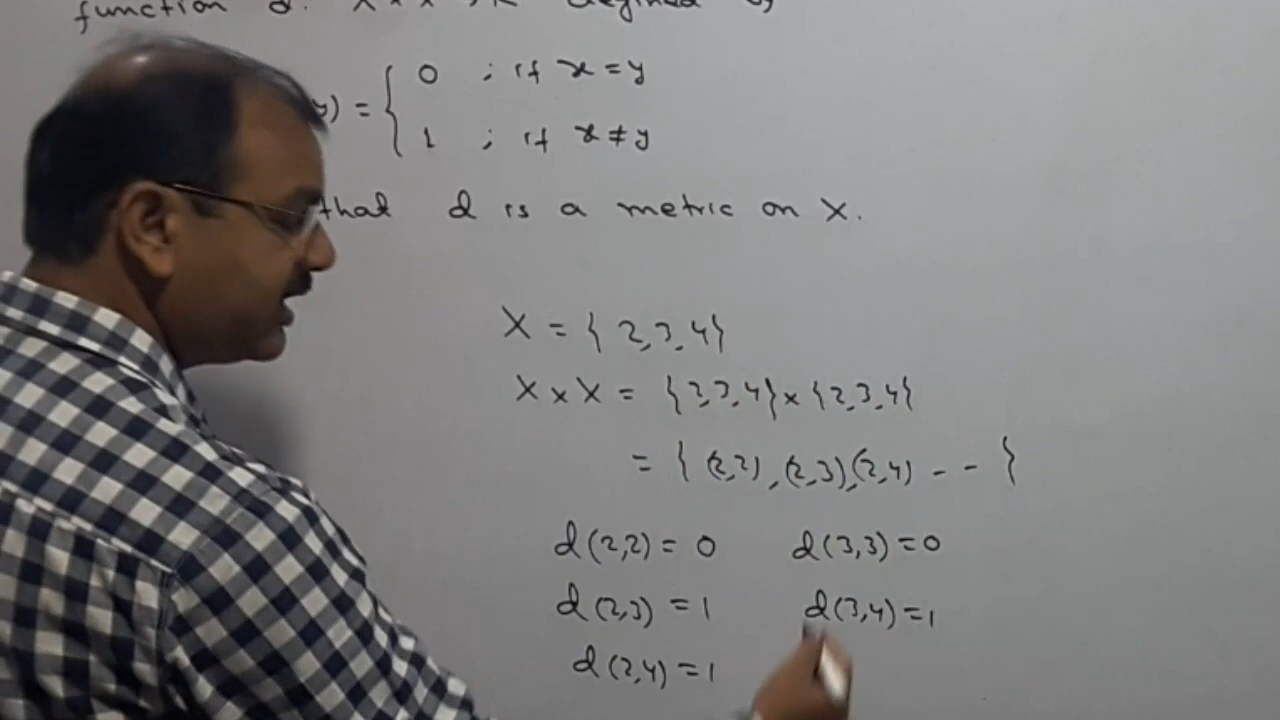 function d: X × X → R defined by
y) = { 0 ; if x = y
1 ; if x ≠ y
that d is a metric on X.
X = { 2, 3, 4 }
X × X = { 2, 3, 4 } × { 2, 3, 4 }
= { (2,2), (2,3), (2,4) - - }
d(2,2) = 0 d(3,3) = 0
d(2,3) = 1 d(3,4) = 1
d(2,4) = 1